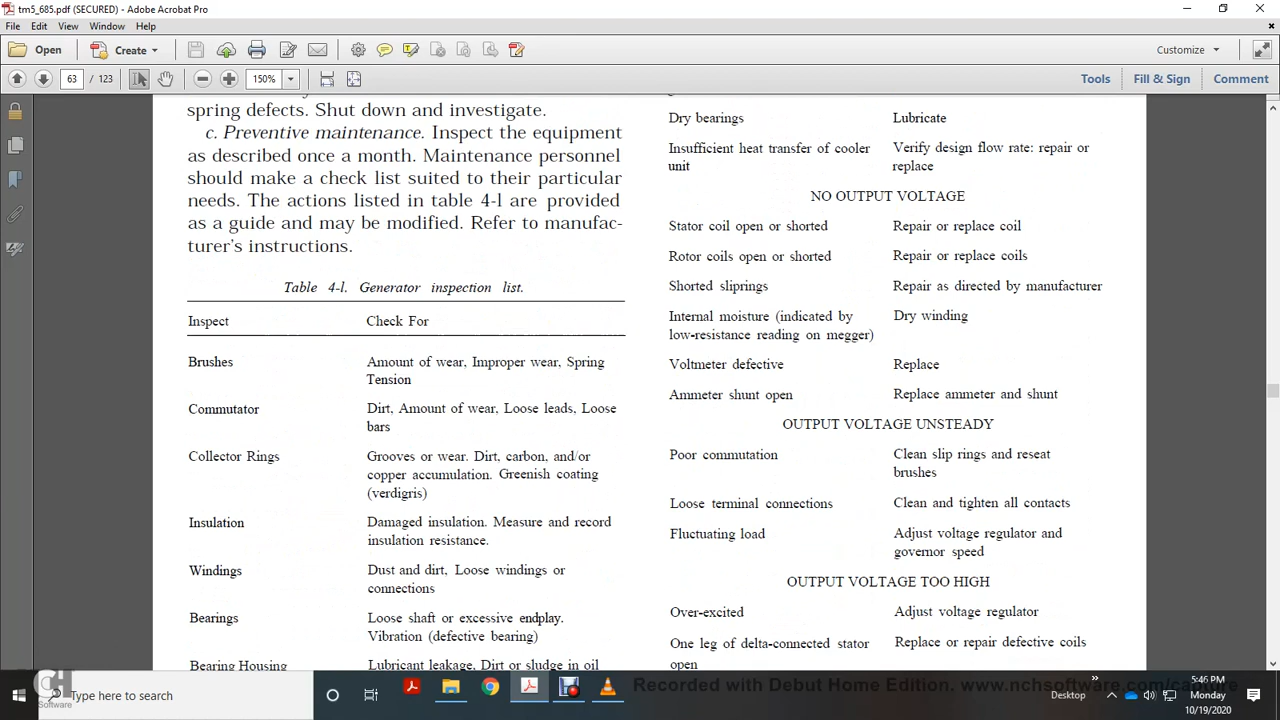 tm5_685.pdf (SECURED) - Adobe Acrobat Pro
File Edit View Window Help
Open Create Customize
63 / 123 150% Tools Fill & Sign Comment
spring defects. Shut down and investigate.
c. Preventive maintenance. Inspect the equipment
as described once a month. Maintenance personnel
should make a check list suited to their particular
needs. The actions listed in table 4-l are provided
as a guide and may be modified. Refer to manufac-
turer's instructions.
Table 4-l. Generator inspection list.
Inspect Check For
Brushes Amount of wear, Improper wear, Spring
Tension
Commutator Dirt, Amount of wear, Loose leads, Loose
bars
Collector Rings Grooves or wear. Dirt, carbon, and/or
copper accumulation. Greenish coating
(verdigris)
Insulation Damaged insulation. Measure and record
insulation resistance.
Windings Dust and dirt, Loose windings or
connections
Bearings Loose shaft or excessive endplay.
Vibration (defective bearing)
Bearing Housing Lubricant leakage, Dirt or sludge in oil
Dry bearings Lubricate
Insufficient heat transfer of cooler Verify design flow rate: repair or
unit replace
NO OUTPUT VOLTAGE
Stator coil open or shorted Repair or replace coil
Rotor coils open or shorted Repair or replace coils
Shorted sliprings Repair as directed by manufacturer
Internal moisture (indicated by Dry winding
low-resistance reading on megger)
Voltmeter defective Replace
Ammeter shunt open Replace ammeter and shunt
OUTPUT VOLTAGE UNSTEADY
Poor commutation Clean slip rings and reseat
brushes
Loose terminal connections Clean and tighten all contacts
Fluctuating load Adjust voltage regulator and
governor speed
OUTPUT VOLTAGE TOO HIGH
Over-excited Adjust voltage regulator
One leg of delta-connected stator Replace or repair defective coils
open
Recorded with Debut Home Edition. www.nchsoftware.com/capture
Software
Type here to search
Desktop
5:46 PM
Monday
10/19/2020